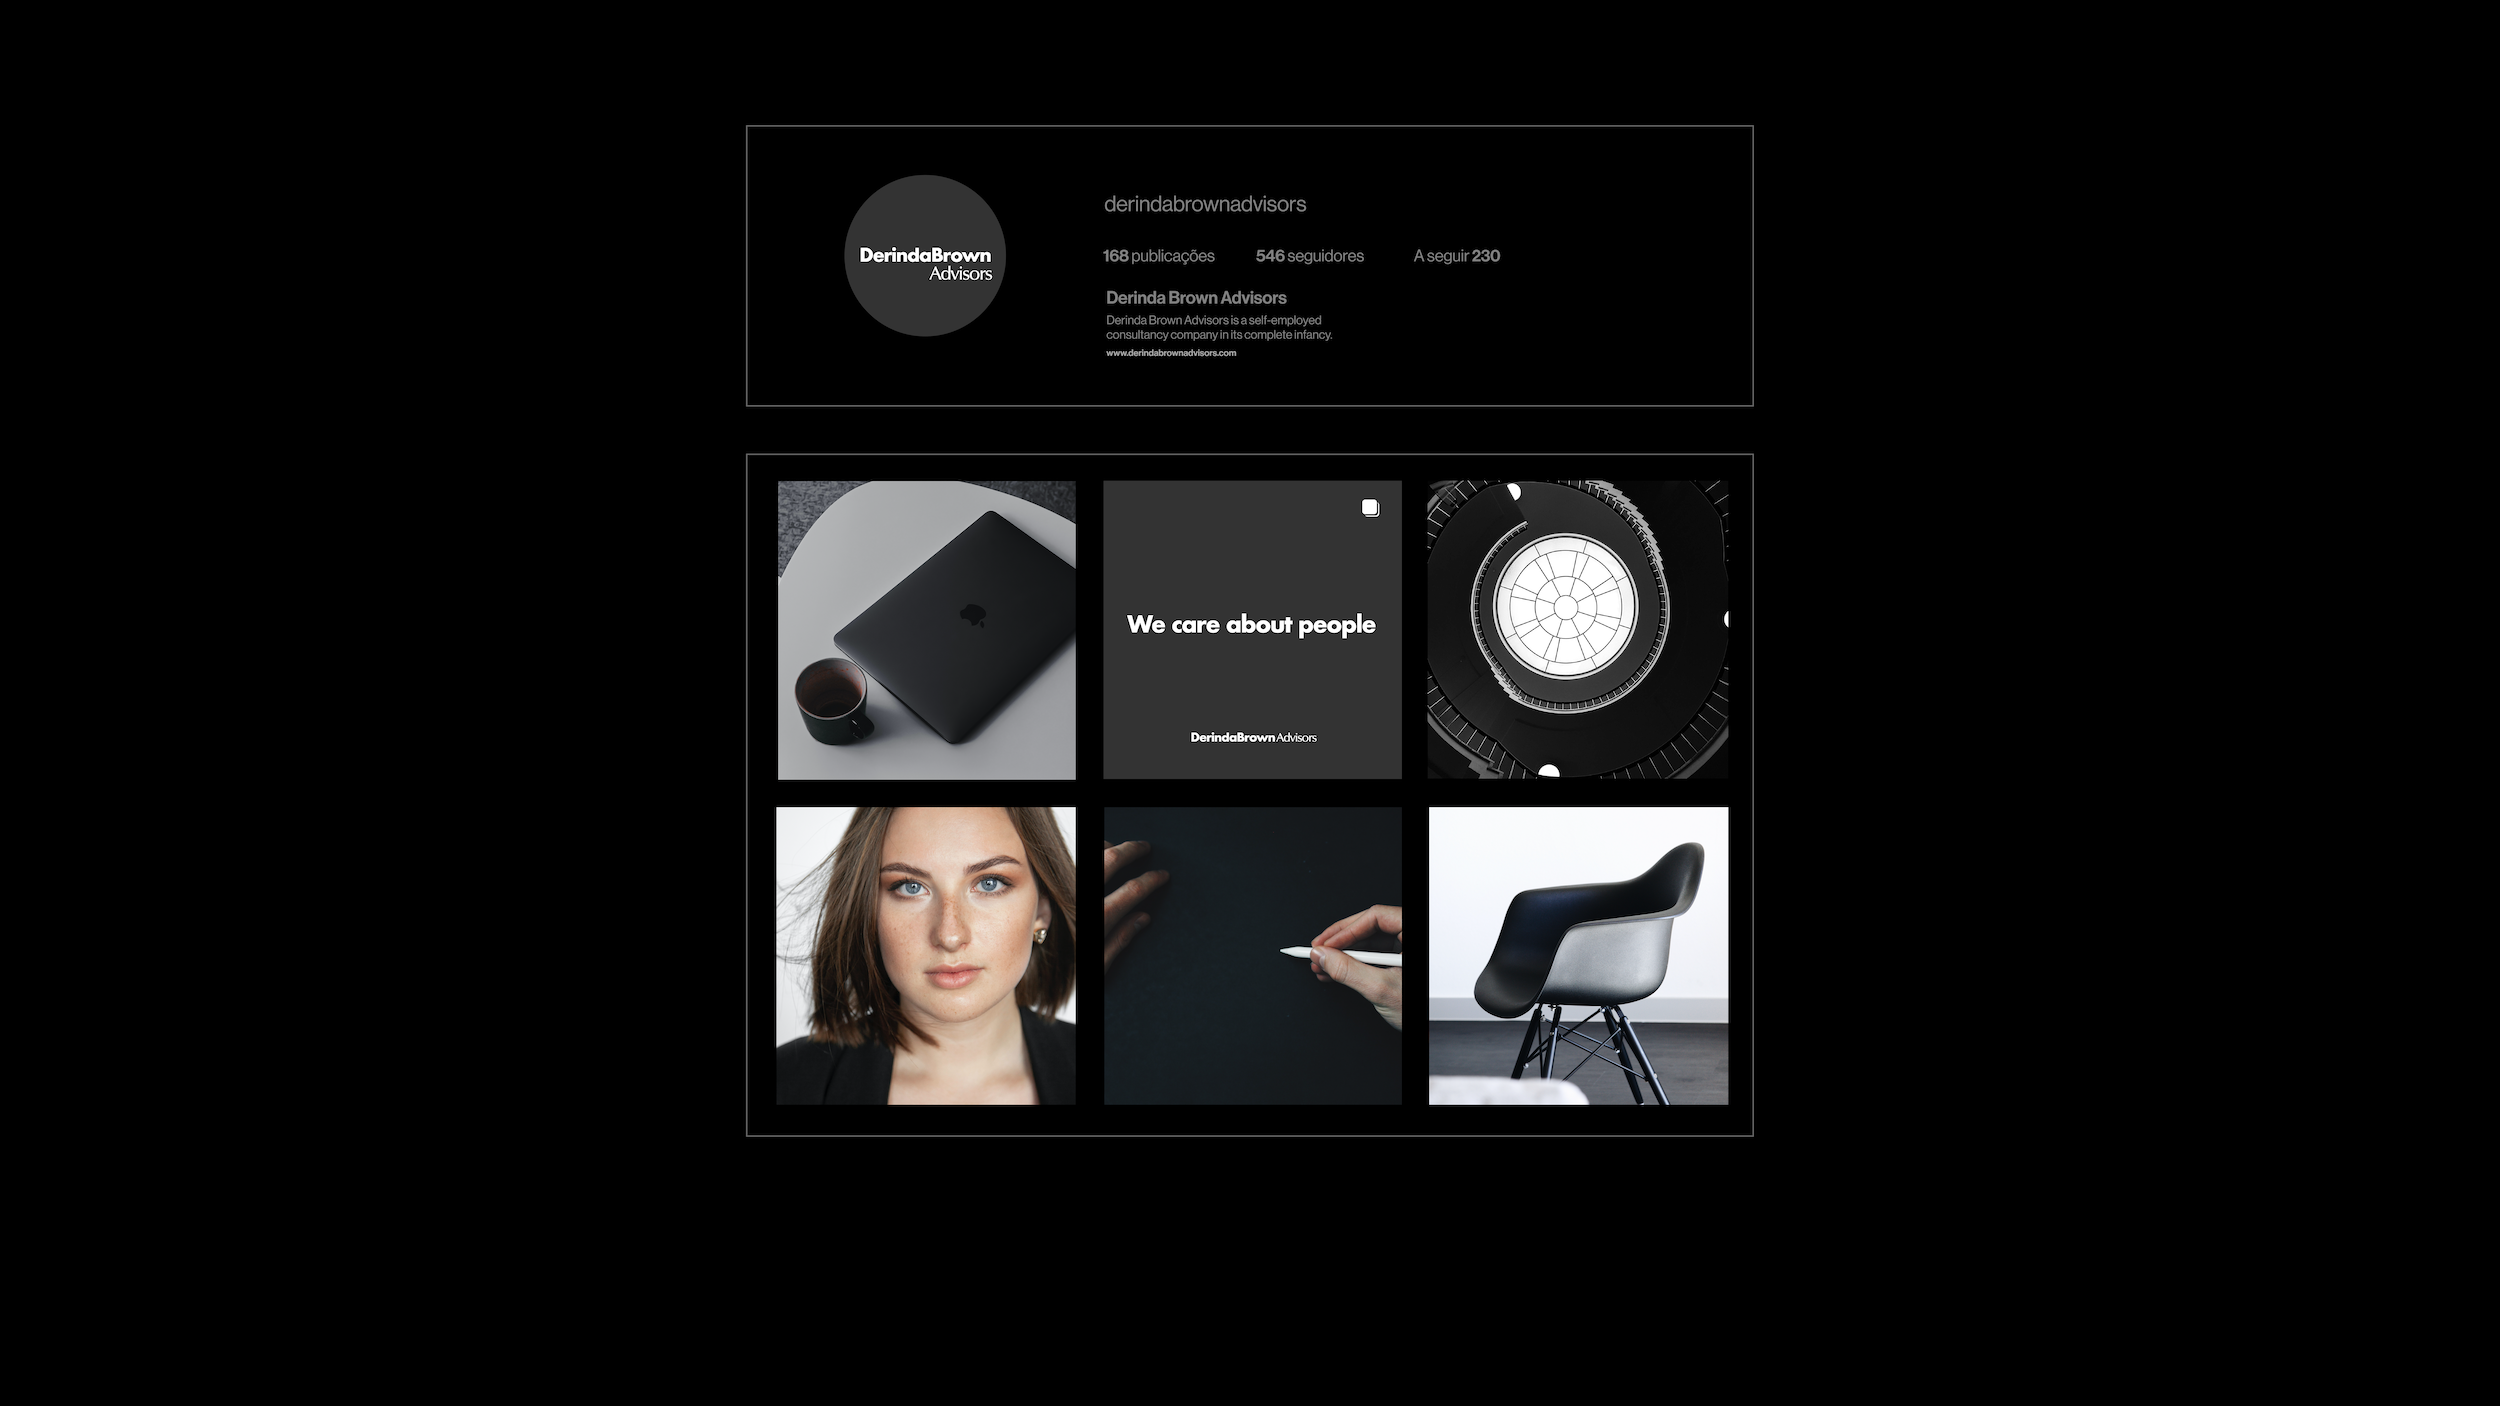 DerindaBrown
Advisors
derindabrownadvisors
168 publicações 546 seguidores A seguir 230
Derinda Brown Advisors
Derinda Brown Advisors is a self-employed
consultancy company in its complete infancy.
www.derindabrownadvisors.com
We care about people
DerindaBrown Advisors